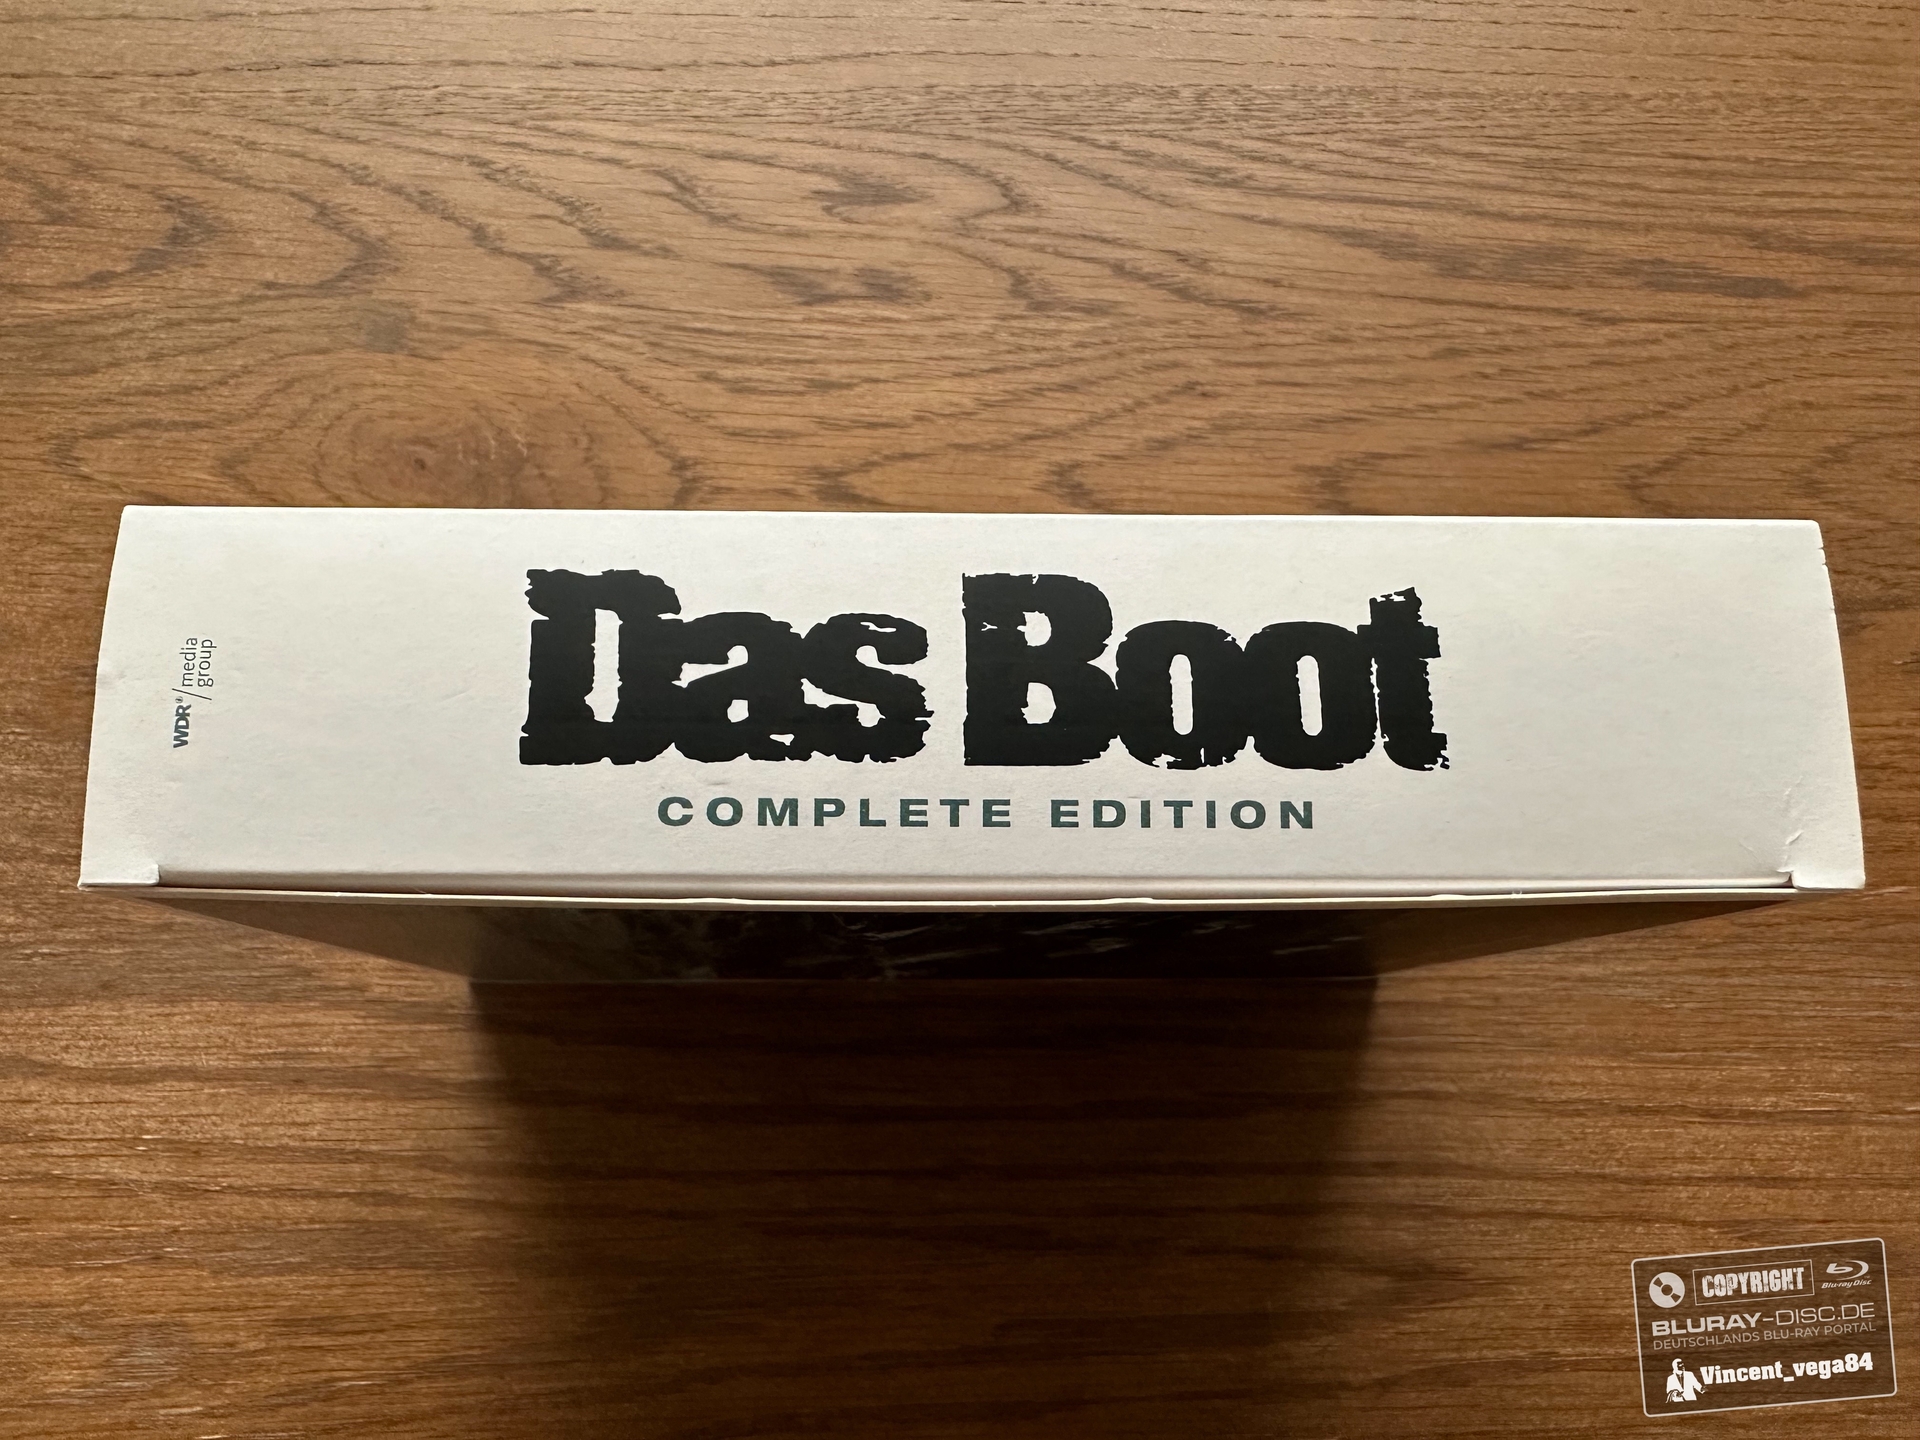 Das Boot
COMPLETE EDITION
WDR / media
group
COPYRIGHT
Blu-ray Disc
BLURAY-DISC.DE
DEUTSCHLANDS BLU-RAY PORTAL
Vincent_vega84